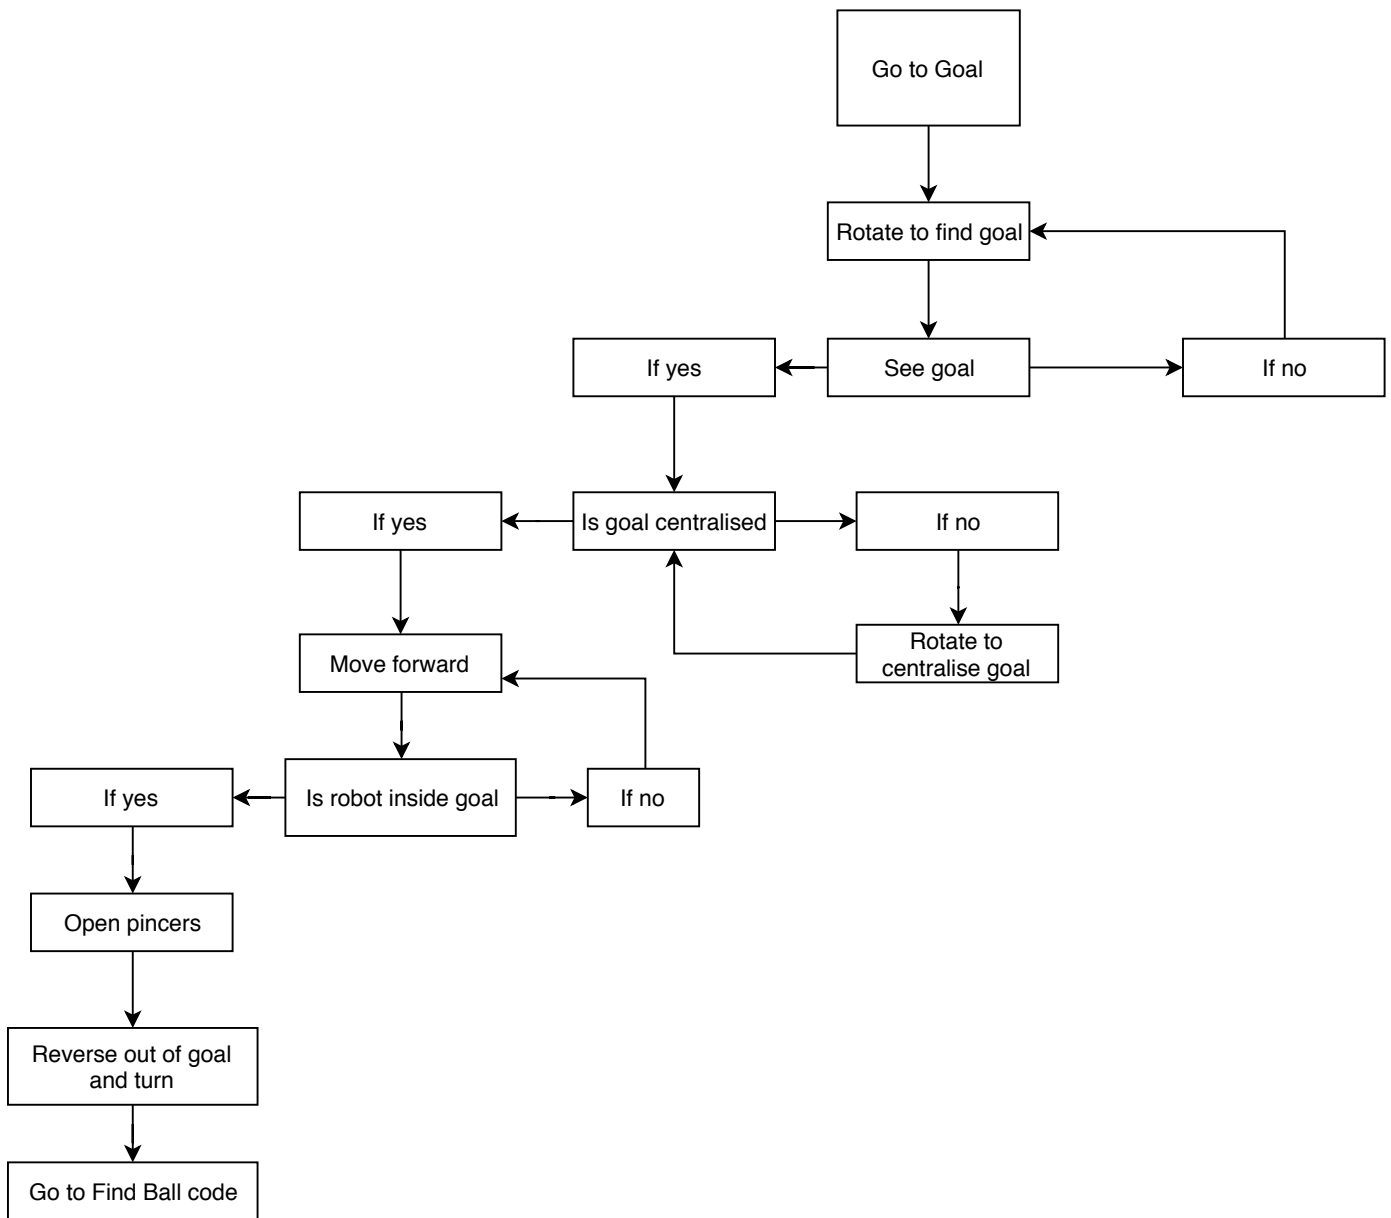 Go to Goal
Rotate to find goal
If yes
See goal
If no
If yes
Is goal centralised
If no
Move forward
Rotate to
centralise goal
If yes
Is robot inside goal
If no
Open pincers
Reverse out of goal
and turn
Go to Find Ball code